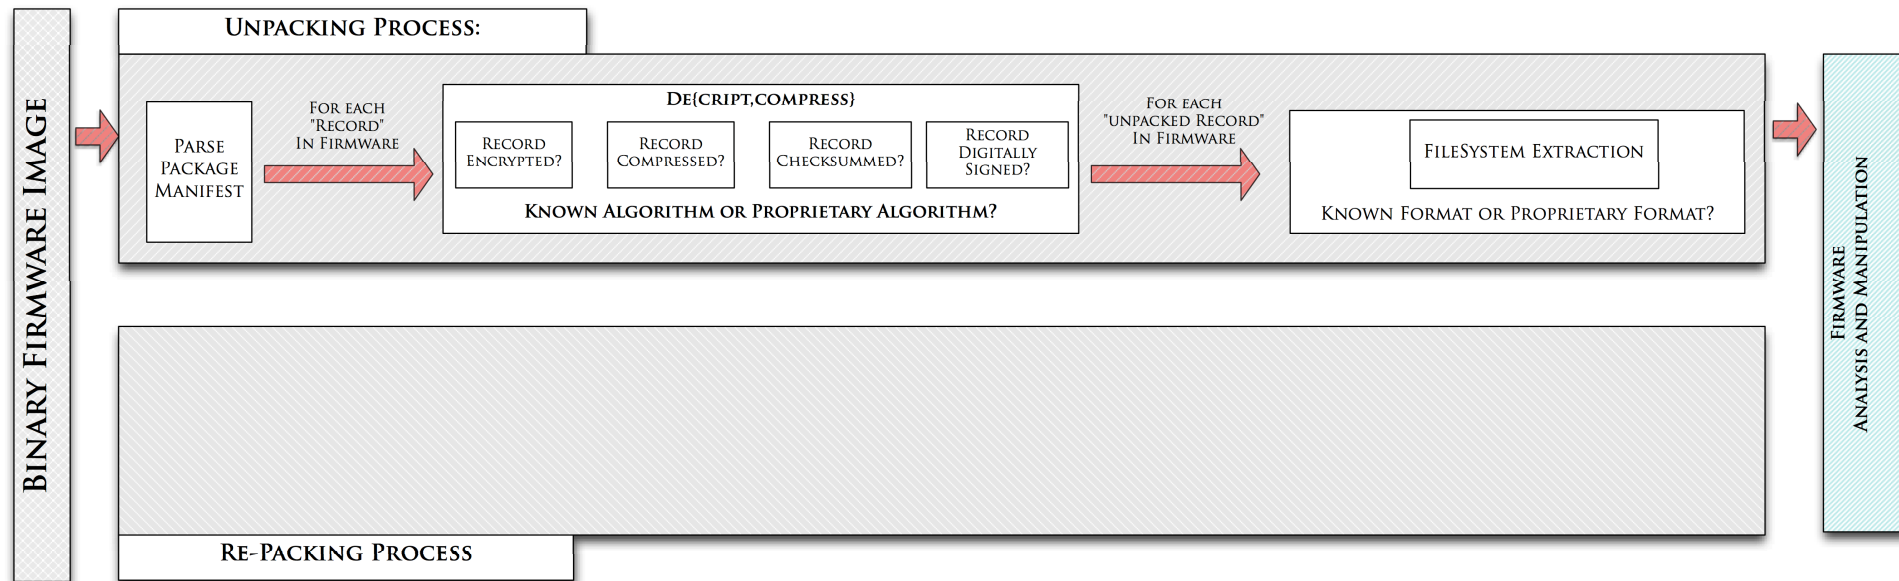 BINARY FIRMWARE IMAGE
UNPACKING PROCESS:
PARSE
PACKAGE
MANIFEST
FOR EACH
"RECORD"
IN FIRMWARE
DE{CRIPT,COMPRESS}
RECORD
ENCRYPTED?
RECORD
COMPRESSED?
RECORD
CHECKSUMMED?
RECORD
DIGITALLY
SIGNED?
KNOWN ALGORITHM OR PROPRIETARY ALGORITHM?
FOR EACH
"UNPACKED RECORD"
IN FIRMWARE
FILESYSTEM EXTRACTION
KNOWN FORMAT OR PROPRIETARY FORMAT?
FIRMWARE
ANALYSIS AND MANIPULATION
RE-PACKING PROCESS